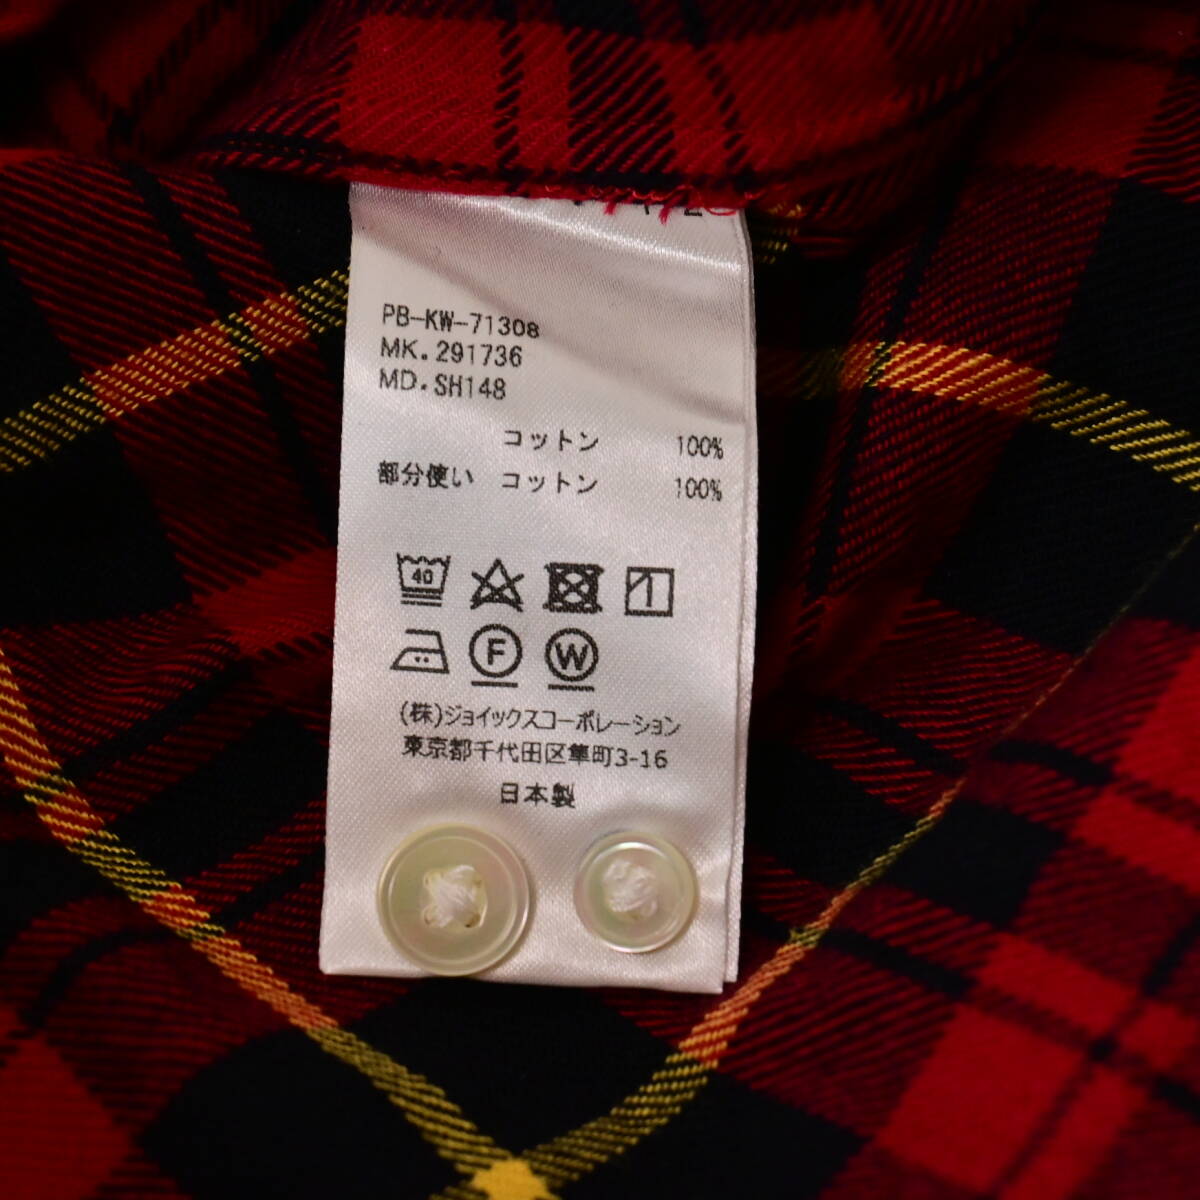 PB-KW-71308
MK.291736
MD.SH148
コットン 100%
部分使い コットン 100%
40
F W
(株)ジョイックスコーポレーション
東京都千代田区隼町3-16
日本製